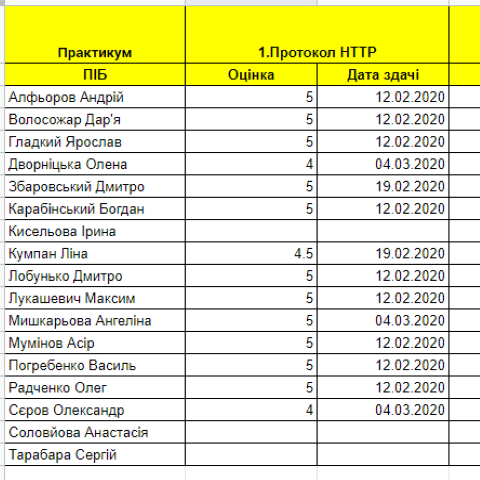 Практикум 1.Протокол HTTP
ПІБ Оцінка Дата здачі
Алфьоров Андрій 5 12.02.2020
Волосожар Дар'я 5 12.02.2020
Гладкий Ярослав 5 12.02.2020
Дворніцька Олена 4 04.03.2020
Збаровський Дмитро 5 19.02.2020
Карабінський Богдан 5 12.02.2020
Кисельова Ірина
Кумпан Ліна 4.5 19.02.2020
Лобунько Дмитро 5 12.02.2020
Лукашевич Максим 5 12.02.2020
Мишкарьова Ангеліна 5 04.03.2020
Мумінов Асір 5 12.02.2020
Погребенко Василь 5 12.02.2020
Радченко Олег 5 12.02.2020
Сєров Олександр 4 04.03.2020
Соловйова Анастасія
Тарабара Сергій